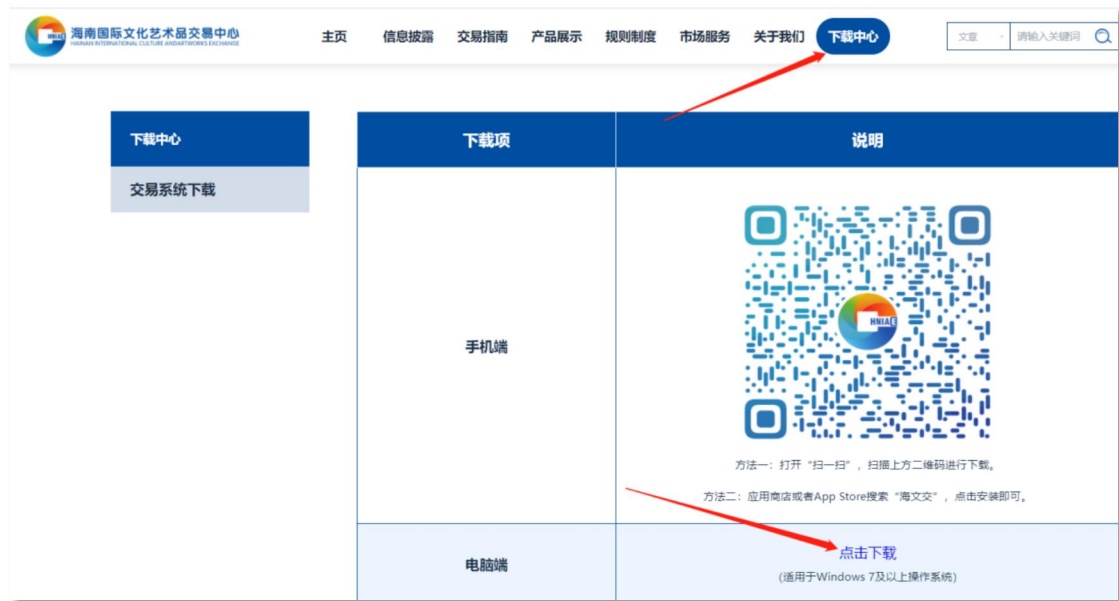 海南国际文化艺术品交易中心
HAINAN INTERNATIONAL CULTURE ANDARTWORKS EXCHANGE
主页 信息披露 交易指南 产品展示 规则制度 市场服务 关于我们 下载中心
文章 请输入关键词
下载中心
交易系统下载
下载项 说明
手机端
HNIAE
方法一：打开“扫一扫”，扫描上方二维码进行下载。
方法二：应用商店或者App Store搜索“海文交”，点击安装即可。
电脑端
点击下载
(适用于Windows 7及以上操作系统)